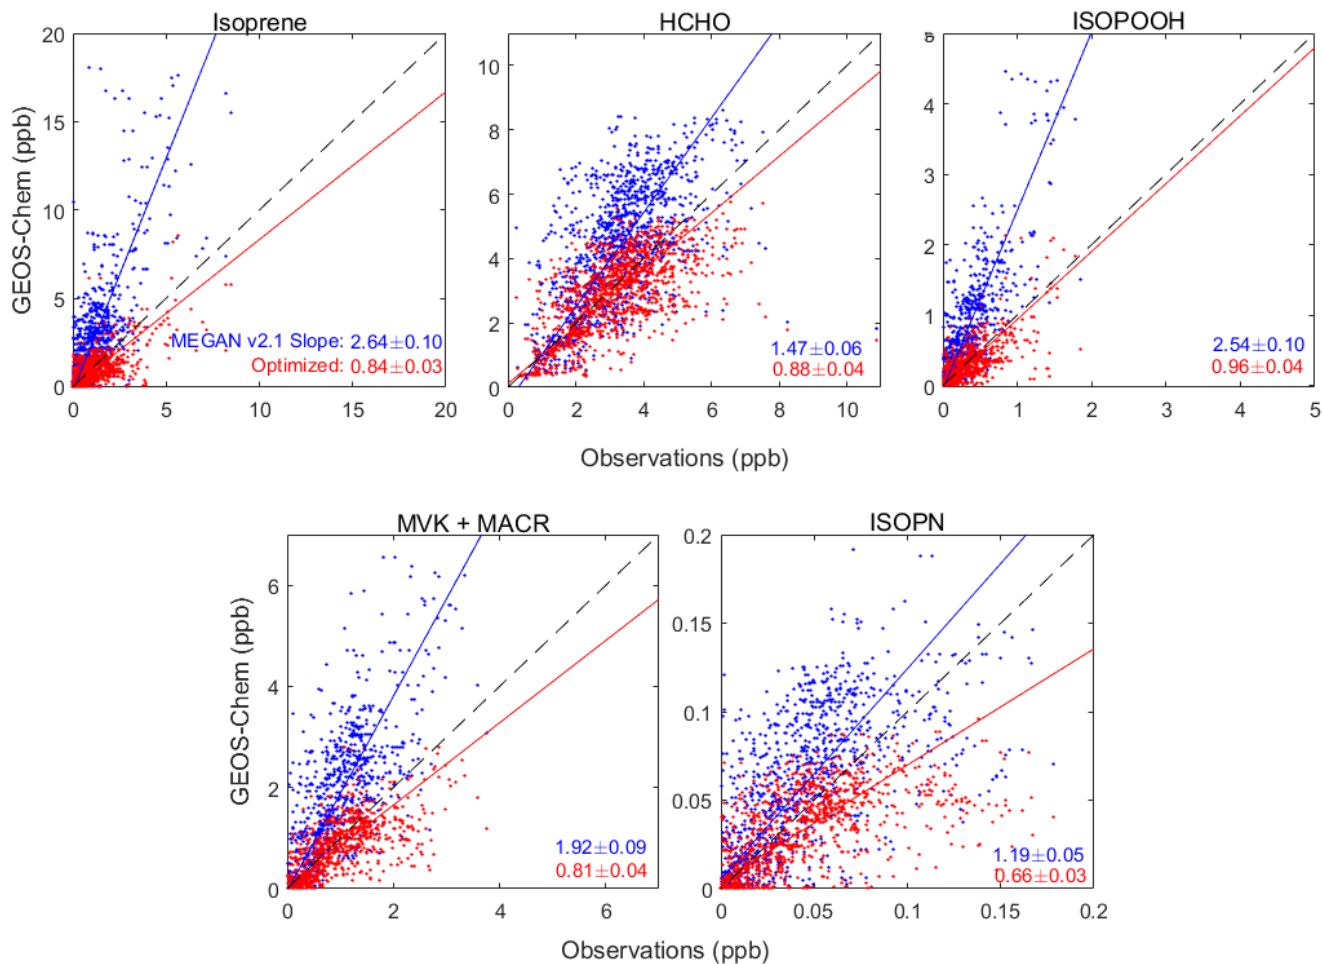 Isoprene
HCHO
ISOPOOH
20
15
10
5
0
GEOS-Chem (ppb)
MEGAN v2.1 Slope: 2.64±0.10
Optimized: 0.84±0.03
0 5 10 15 20
10
8
6
4
2
0
1.47±0.06
0.88±0.04
0 2 4 6 8 10
4
3
2
1
0
2.54±0.10
0.96±0.04
0 1 2 3 4 5
Observations (ppb)
MVK + MACR
ISOPN
6
4
2
0
GEOS-Chem (ppb)
1.92±0.09
0.81±0.04
0 2 4 6
0.2
0.15
0.1
0.05
0
1.19±0.05
0.66±0.03
0 0.05 0.1 0.15 0.2
Observations (ppb)